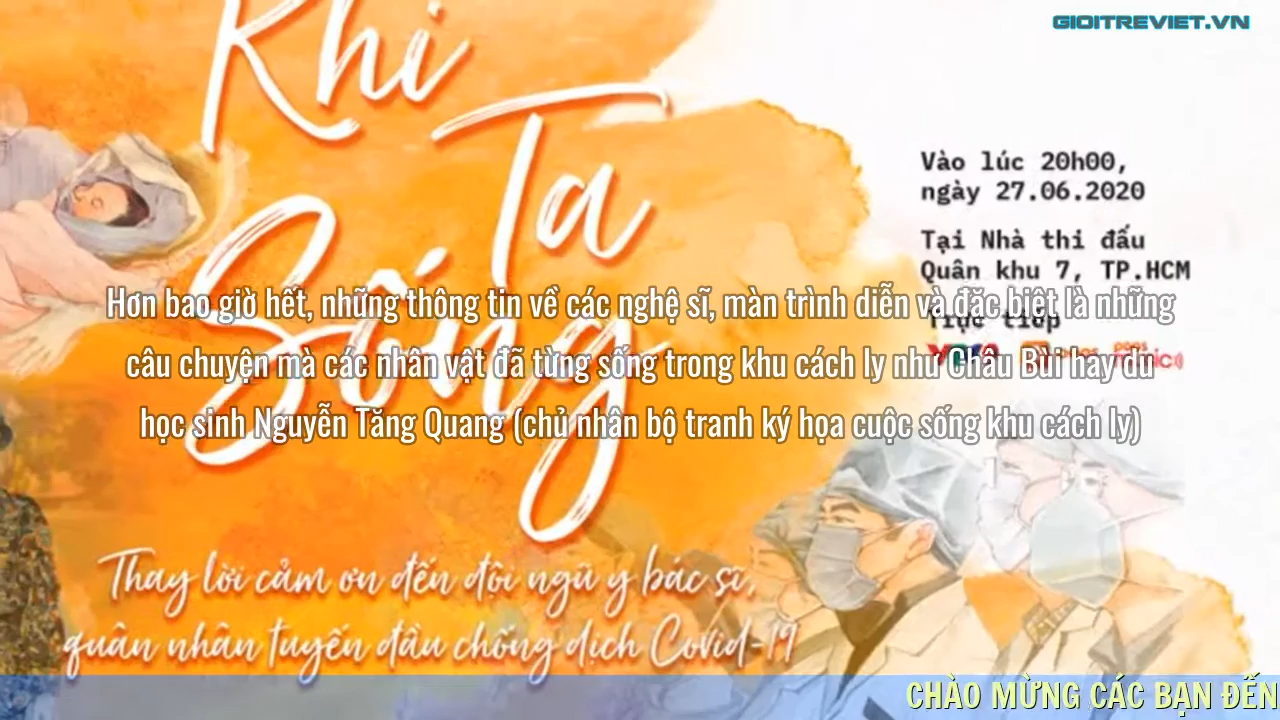 GIOITREVIET.VN
Khi
Ta
Sống
Vào lúc 20h00,
ngày 27.06.2020
Tại Nhà thi đấu
Quân khu 7, TP.HCM
Trực tiếp
Hơn bao giờ hết, những thông tin về các nghệ sĩ, màn trình diễn và đặc biệt là những
câu chuyện mà các nhân vật đã từng sống trong khu cách ly như Châu Bùi hay du
học sinh Nguyễn Tăng Quang (chủ nhân bộ tranh ký họa cuộc sống khu cách ly)
Thay lời cảm ơn đến đội ngũ y bác sĩ,
quân nhân tuyến đầu chống dịch Covid-19
CHÀO MỪNG CÁC BẠN ĐẾN